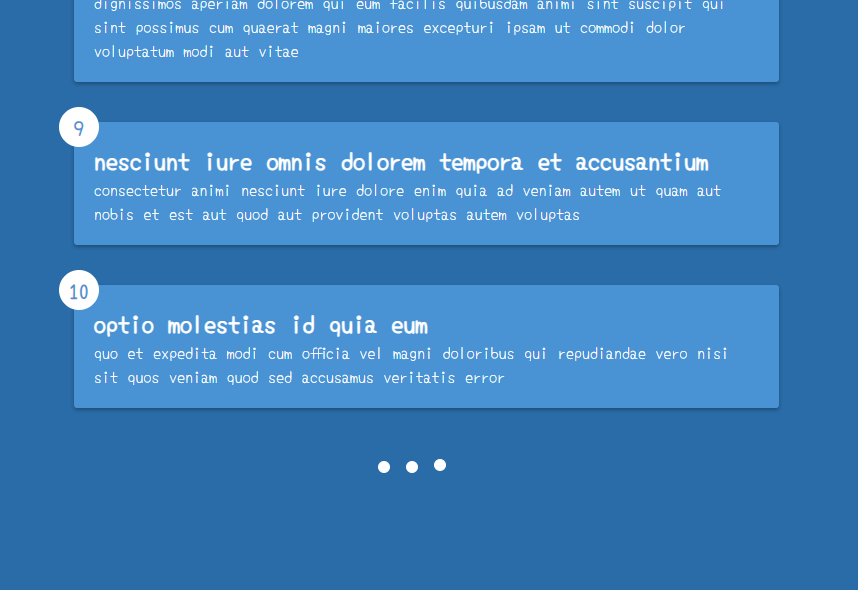 dignissimos aperiam dolorem qui eum facilis quibusdam animi sint suscipit qui
sint possimus cum quaerat magni maiores excepturi ipsam ut commodi dolor
voluptatum modi aut vitae
9
nesciunt iure omnis dolorem tempora et accusantium
consectetur animi nesciunt iure dolore enim quia ad veniam autem ut quam aut
nobis et est aut quod aut provident voluptas autem voluptas
10
optio molestias id quia eum
quo et expedita modi cum officia vel magni doloribus qui repudiandae vero nisi
sit quos veniam quod sed accusamus veritatis error